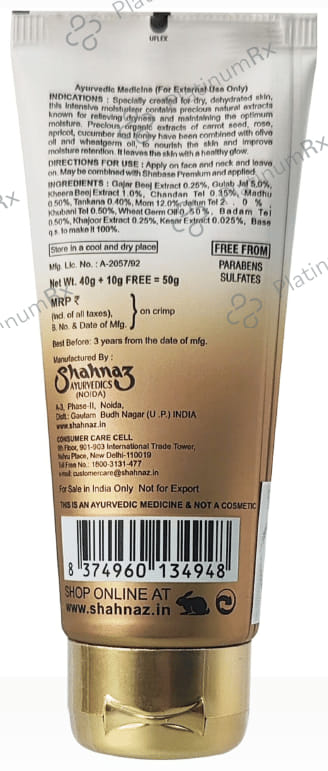 UFLEX
Ayurvedic Medicine (For External Use Only)
INDICATIONS : Specially created for dry, dehydrated skin,
this intensive moisturiser contains precious natural extracts
known for relieving dryness and maintaining the optimum
moisture. Precious organic extracts of carrot seed, rose,
apricot, cucumber and honey have been combined with olive
oil and wheatgerm oil, to nourish the skin and improve
moisture retention. It leaves the skin with a healthy glow.
DIRECTIONS FOR USE : Apply on face and neck and leave
on. May be combined with Shabase Premium and applied.
INGREDIENTS : Gajar Beej Extract 0.25%, Gulab Jal 5.0%,
Kheera Beej Extract 1.0%, Chandan Tel 0.35%, Madhu
0.50%, Tankana 0.40%, Mom 12.0% Jaitun Tel 2. 0 %
Khubani Tel 0.50%, Wheat Germ Oil 0.50%, Badam Tel
0.50%, Khajoor Extract 0.25%, Kesar Extract 0.025%, Base
q.s. to make it 100%.
Store in a cool and dry place
FREE FROM
Mfg. Lic. No. : A-2057/92
PARABENS
SULFATES
Net Wt. 40g + 10g FREE = 50g
MRP ₹
(Incl. of all taxes),
B. No. & Date of Mfg.
on crimp
Best Before: 3 years from the date of mfg.
Manufactured By :
Shahnaz
AYURVEDICS
(NOIDA)
A-3, Phase-II, Noida,
Distt.: Gautam Budh Nagar (U .P.) INDIA
www.shahnaz.in
CONSUMER CARE CELL
9th Floor, 901-903 International Trade Tower,
Nehru Place, New Delhi-110019
Toll Free No.: 1800-3131-477
e-mail: customercare@shahnaz.in
For Sale in India Only Not for Export
THIS IS AN AYURVEDIC MEDICINE & NOT A COSMETIC
8 374960 134948
SHOP ONLINE AT
www.shahnaz.in
PlatinumRx
PlatinumRx
PlatinumRx
PlatinumRx